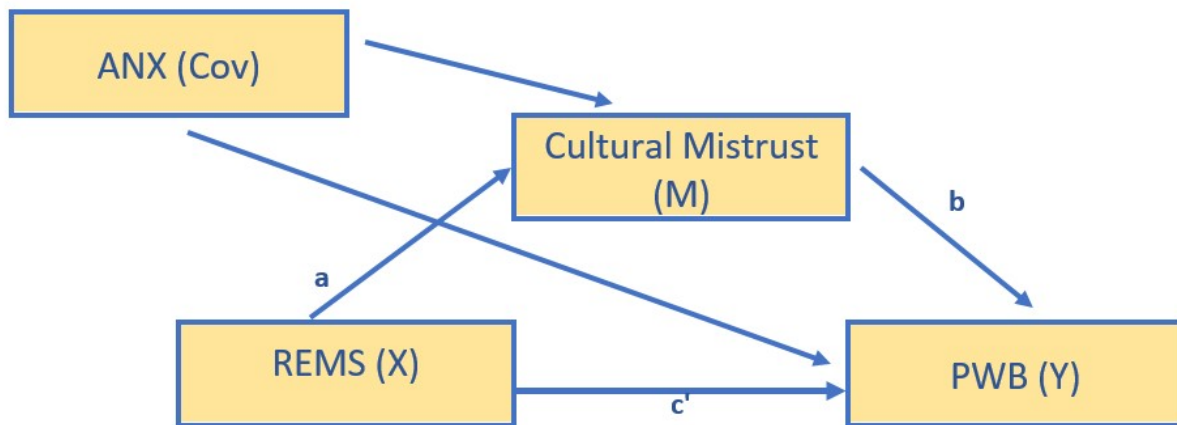 ANX (Cov)
Cultural Mistrust
(M)
b
a
REMS (X)
PWB (Y)
c'